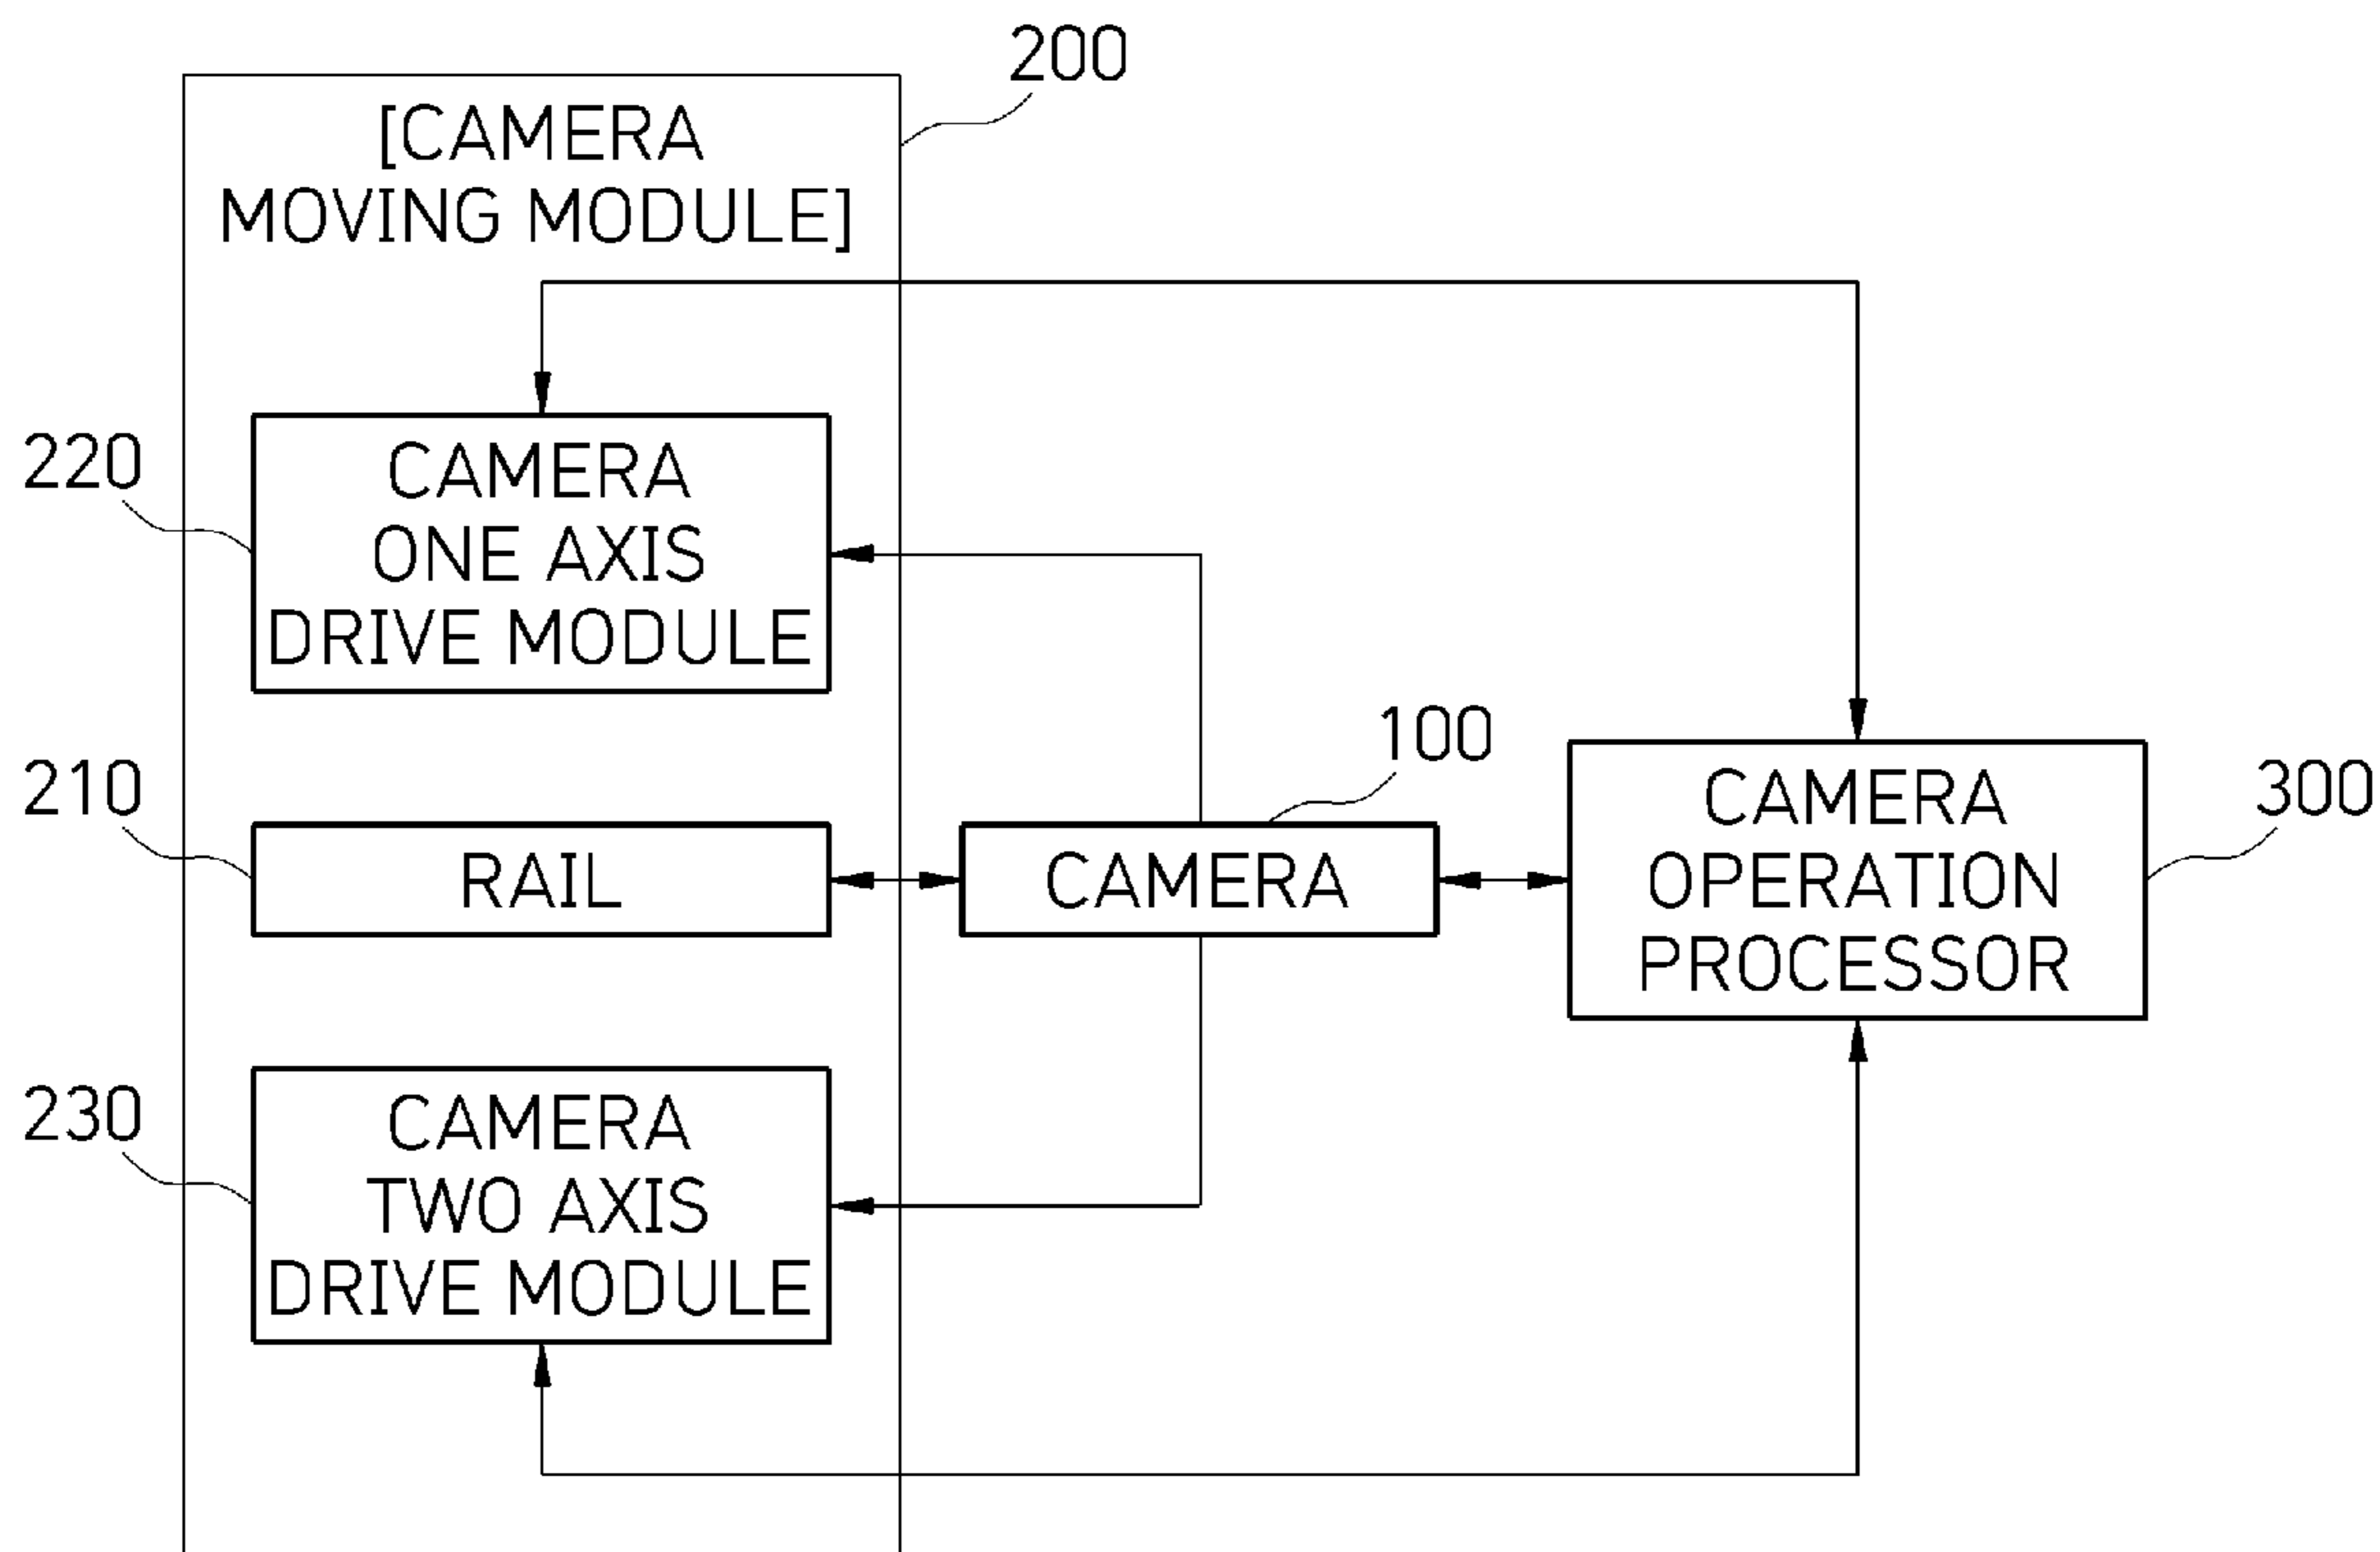 200
[CAMERA
MOVING MODULE]
220
CAMERA
ONE AXIS
DRIVE MODULE
210
RAIL
100
CAMERA
CAMERA
OPERATION
PROCESSOR
300
230
CAMERA
TWO AXIS
DRIVE MODULE